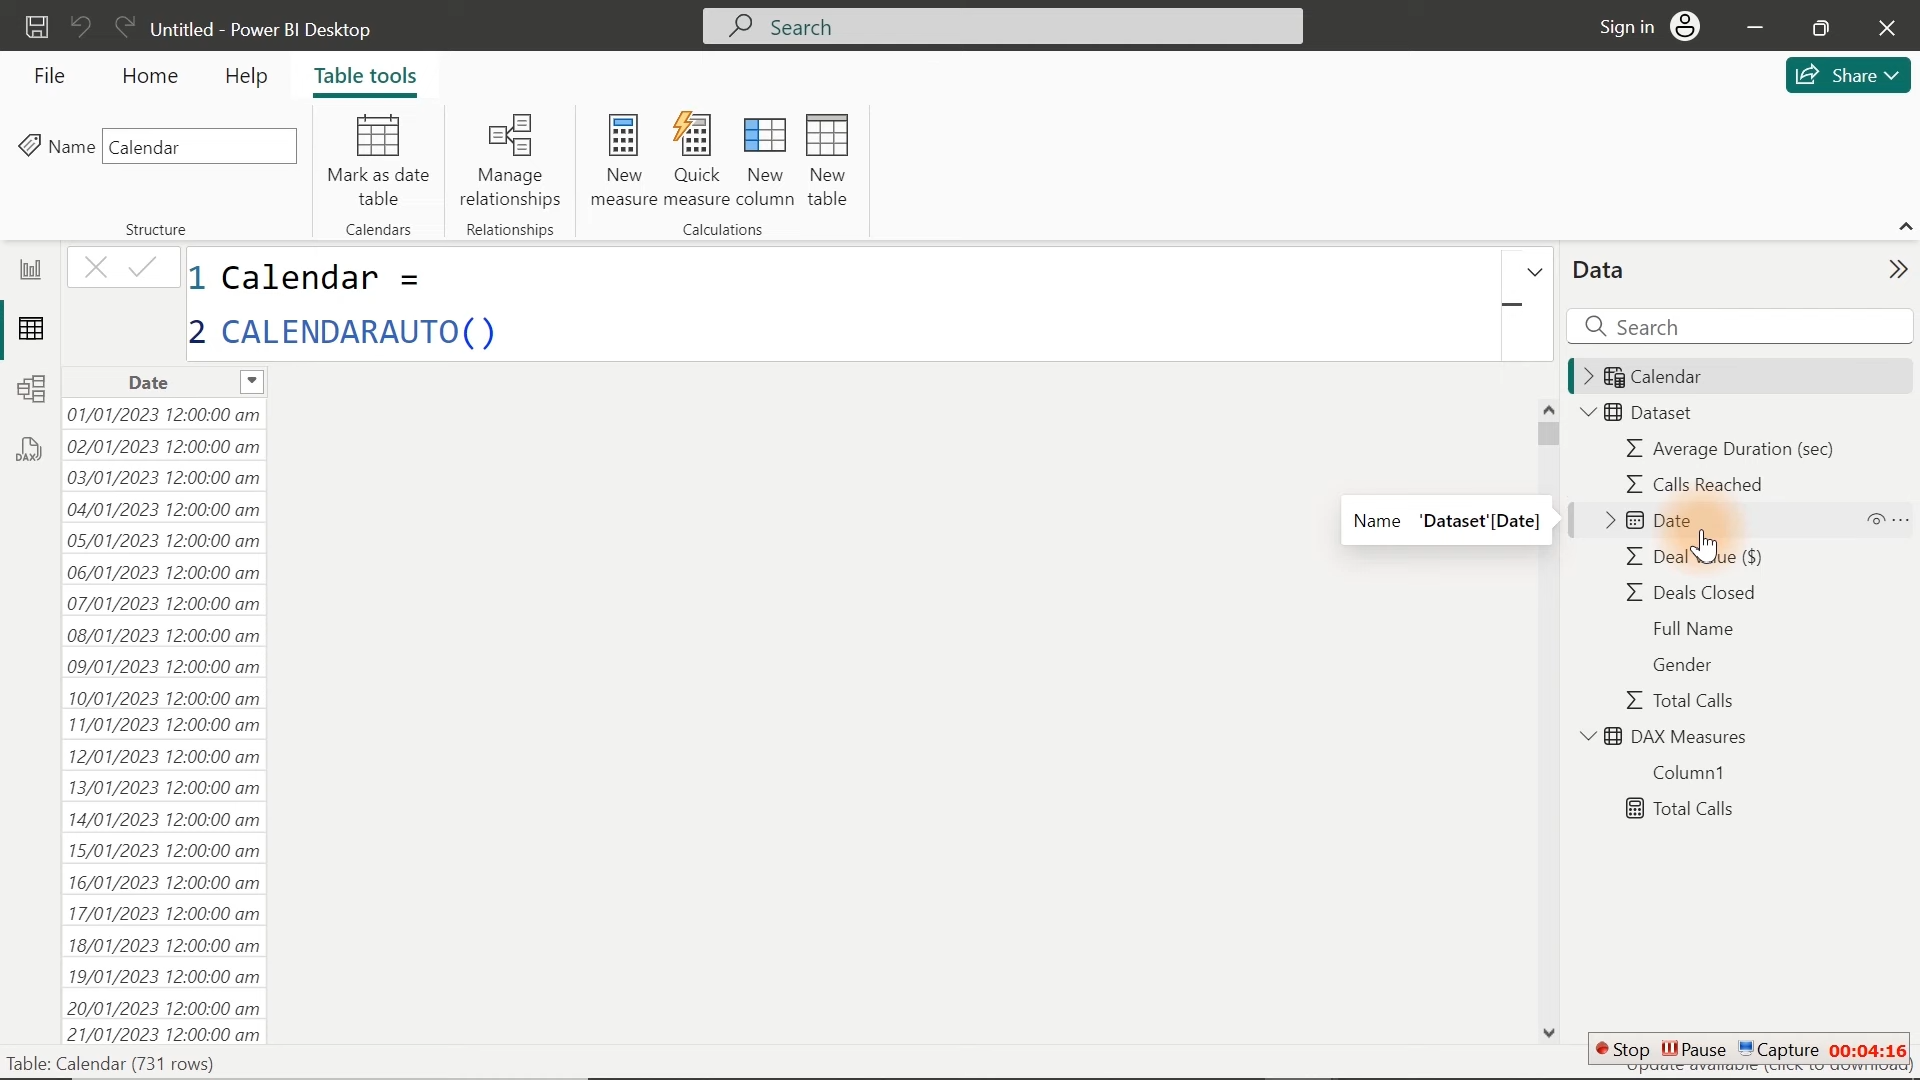 Untitled - Power BI Desktop
Search
Sign in
File Home Help Table tools
Share
Name Calendar
Mark as date table
Manage relationships
New measure
Quick measure
New column
New table
Structure
Calendars
Relationships
Calculations
1 Calendar =
2 CALENDARAUTO()
Date
01/01/2023 12:00:00 am
02/01/2023 12:00:00 am
03/01/2023 12:00:00 am
04/01/2023 12:00:00 am
05/01/2023 12:00:00 am
06/01/2023 12:00:00 am
07/01/2023 12:00:00 am
08/01/2023 12:00:00 am
09/01/2023 12:00:00 am
10/01/2023 12:00:00 am
11/01/2023 12:00:00 am
12/01/2023 12:00:00 am
13/01/2023 12:00:00 am
14/01/2023 12:00:00 am
15/01/2023 12:00:00 am
16/01/2023 12:00:00 am
17/01/2023 12:00:00 am
18/01/2023 12:00:00 am
19/01/2023 12:00:00 am
20/01/2023 12:00:00 am
21/01/2023 12:00:00 am
DAX
Name 'Dataset'[Date]
Data
Search
Calendar
Dataset
Average Duration (sec)
Calls Reached
Date
Deal Value ($)
Deals Closed
Full Name
Gender
Total Calls
DAX Measures
Column1
Total Calls
Table: Calendar (731 rows)
Stop Pause Capture 00:04:16
Update available (click to download)